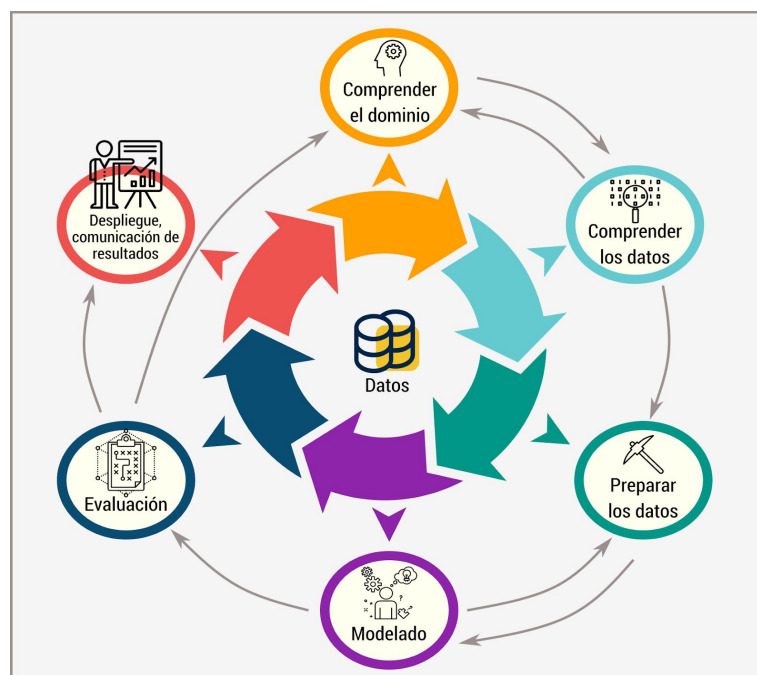 Comprender
el dominio
Comprender
los datos
Preparar
los datos
Modelado
Evaluación
Despliegue,
comunicación de
resultados
Datos